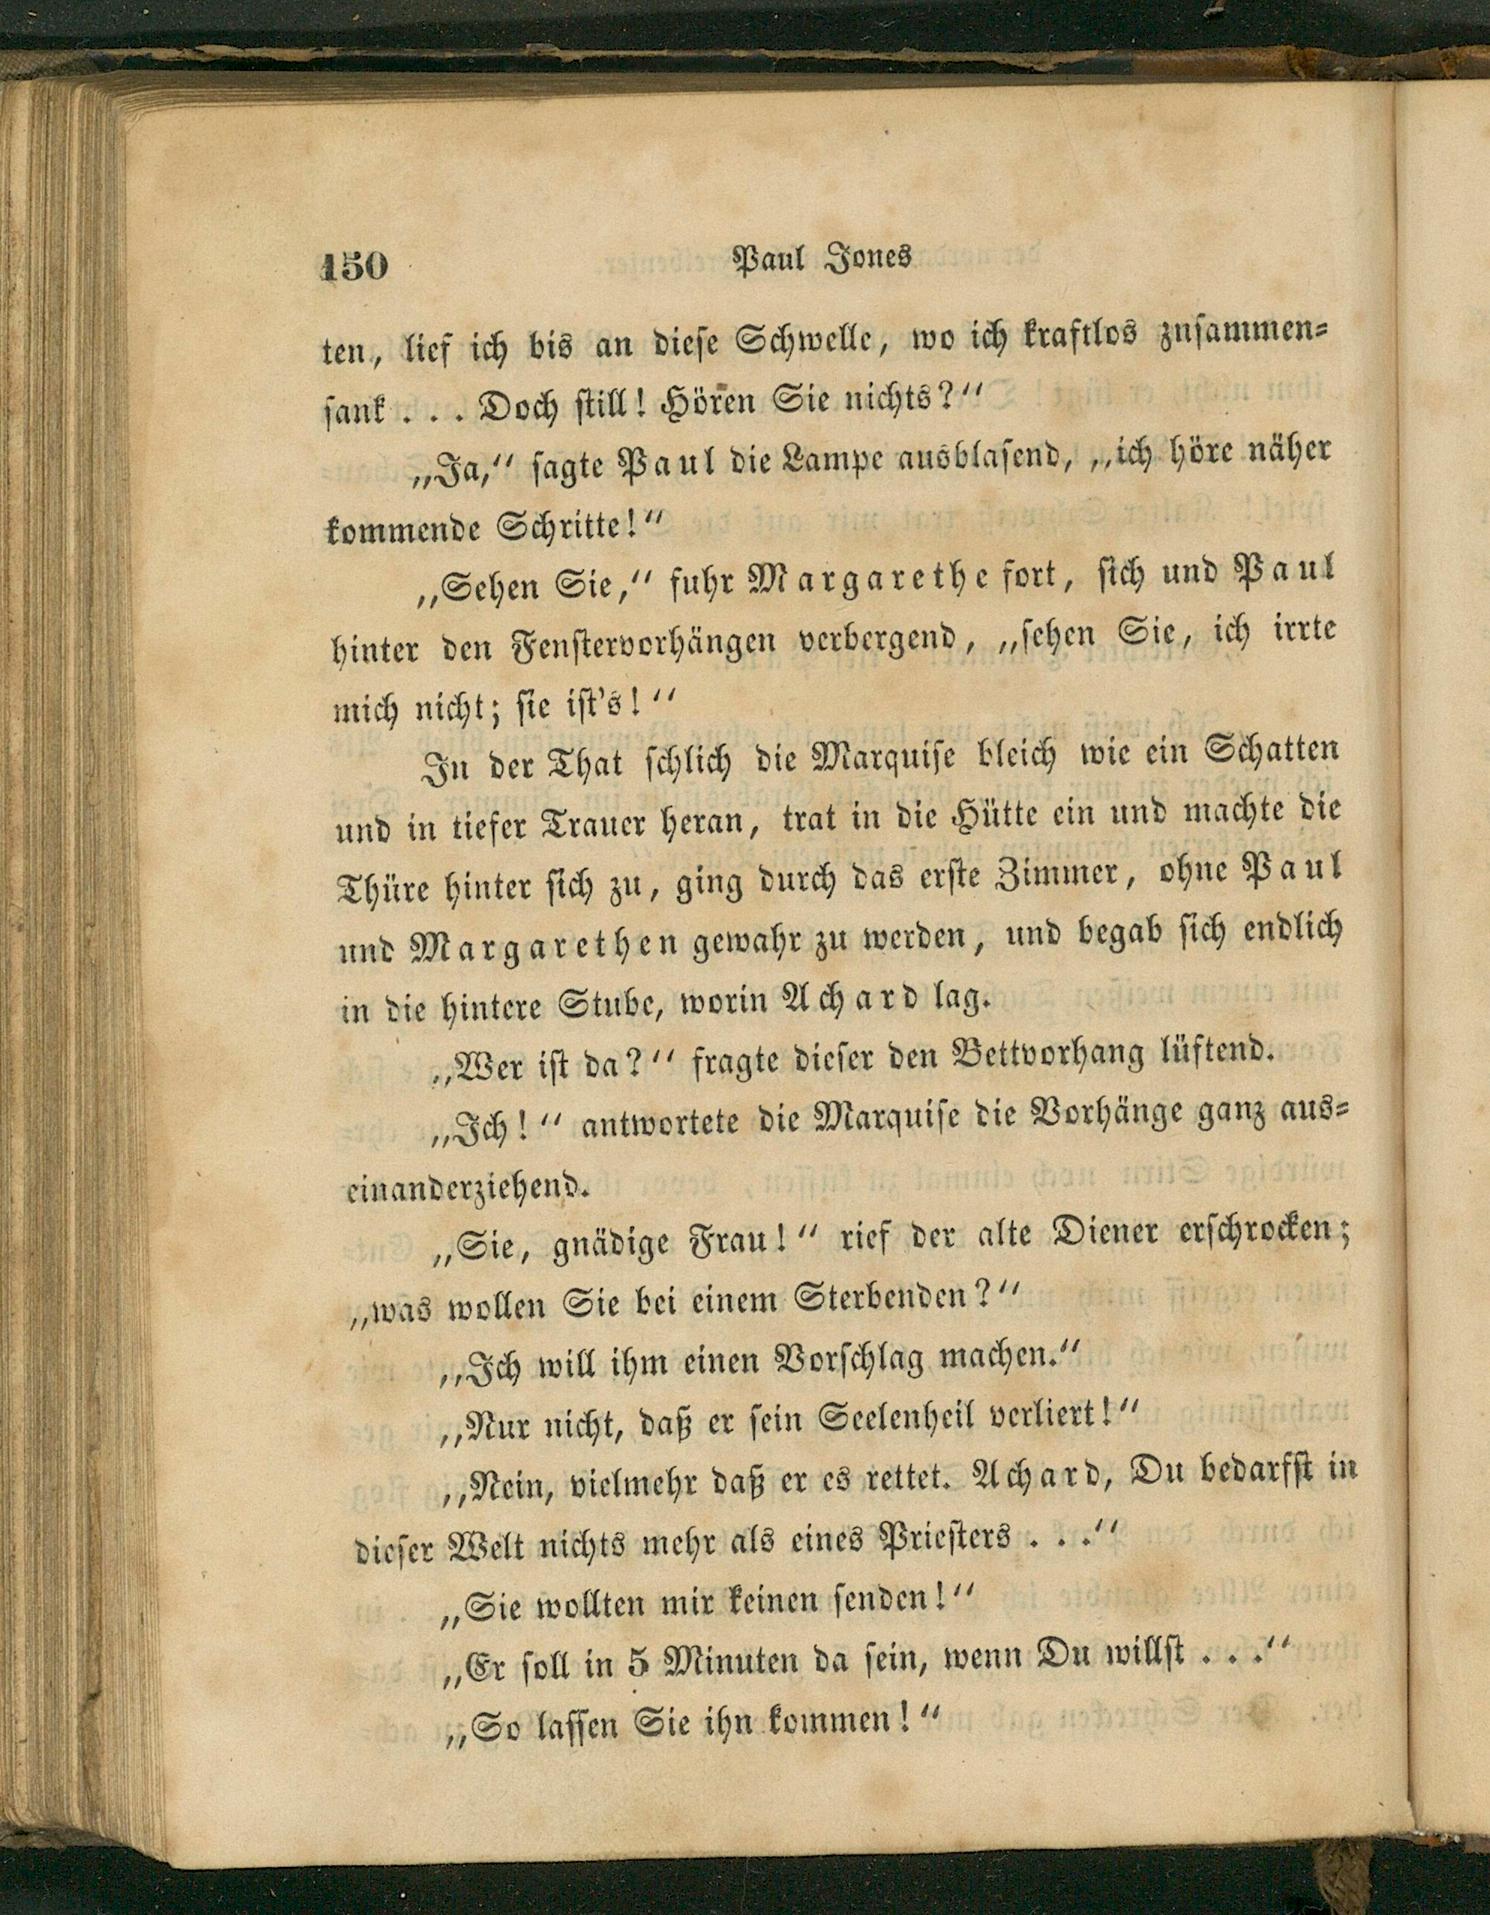 150 Paul Jones
ten, lief ich bis an diese Schwelle, wo ich kraftlos zusammen-
sank . . . Doch still! Hören Sie nichts?“
„Ja,“ sagte Paul die Lampe ausblasend, „ich höre näher
kommende Schritte!“
„Sehen Sie,“ fuhr Margarethe fort, sich und Paul
hinter den Fenstervorhängen verbergend, „sehen Sie, ich irrte
mich nicht; sie ist's!“
In der That schlich die Marquise bleich wie ein Schatten
und in tiefer Trauer heran, trat in die Hütte ein und machte die
Thüre hinter sich zu, ging durch das erste Zimmer, ohne Paul
und Margarethen gewahr zu werden, und begab sich endlich
in die hintere Stube, worin Achard lag.
„Wer ist da?“ fragte dieser den Bettvorhang lüftend.
„Ich!“ antwortete die Marquise die Vorhänge ganz aus-
einanderziehend.
„Sie, gnädige Frau!“ rief der alte Diener erschrocken;
„was wollen Sie bei einem Sterbenden?“
„Ich will ihm einen Vorschlag machen.“
„Nur nicht, daß er sein Seelenheil verliert!“
„Nein, vielmehr daß er es rettet. Achard, Du bedarfst in
dieser Welt nichts mehr als eines Priesters . . .“
„Sie wollten mir keinen senden!“
„Er soll in 5 Minuten da sein, wenn Du willst . . .“
„So lassen Sie ihn kommen!“